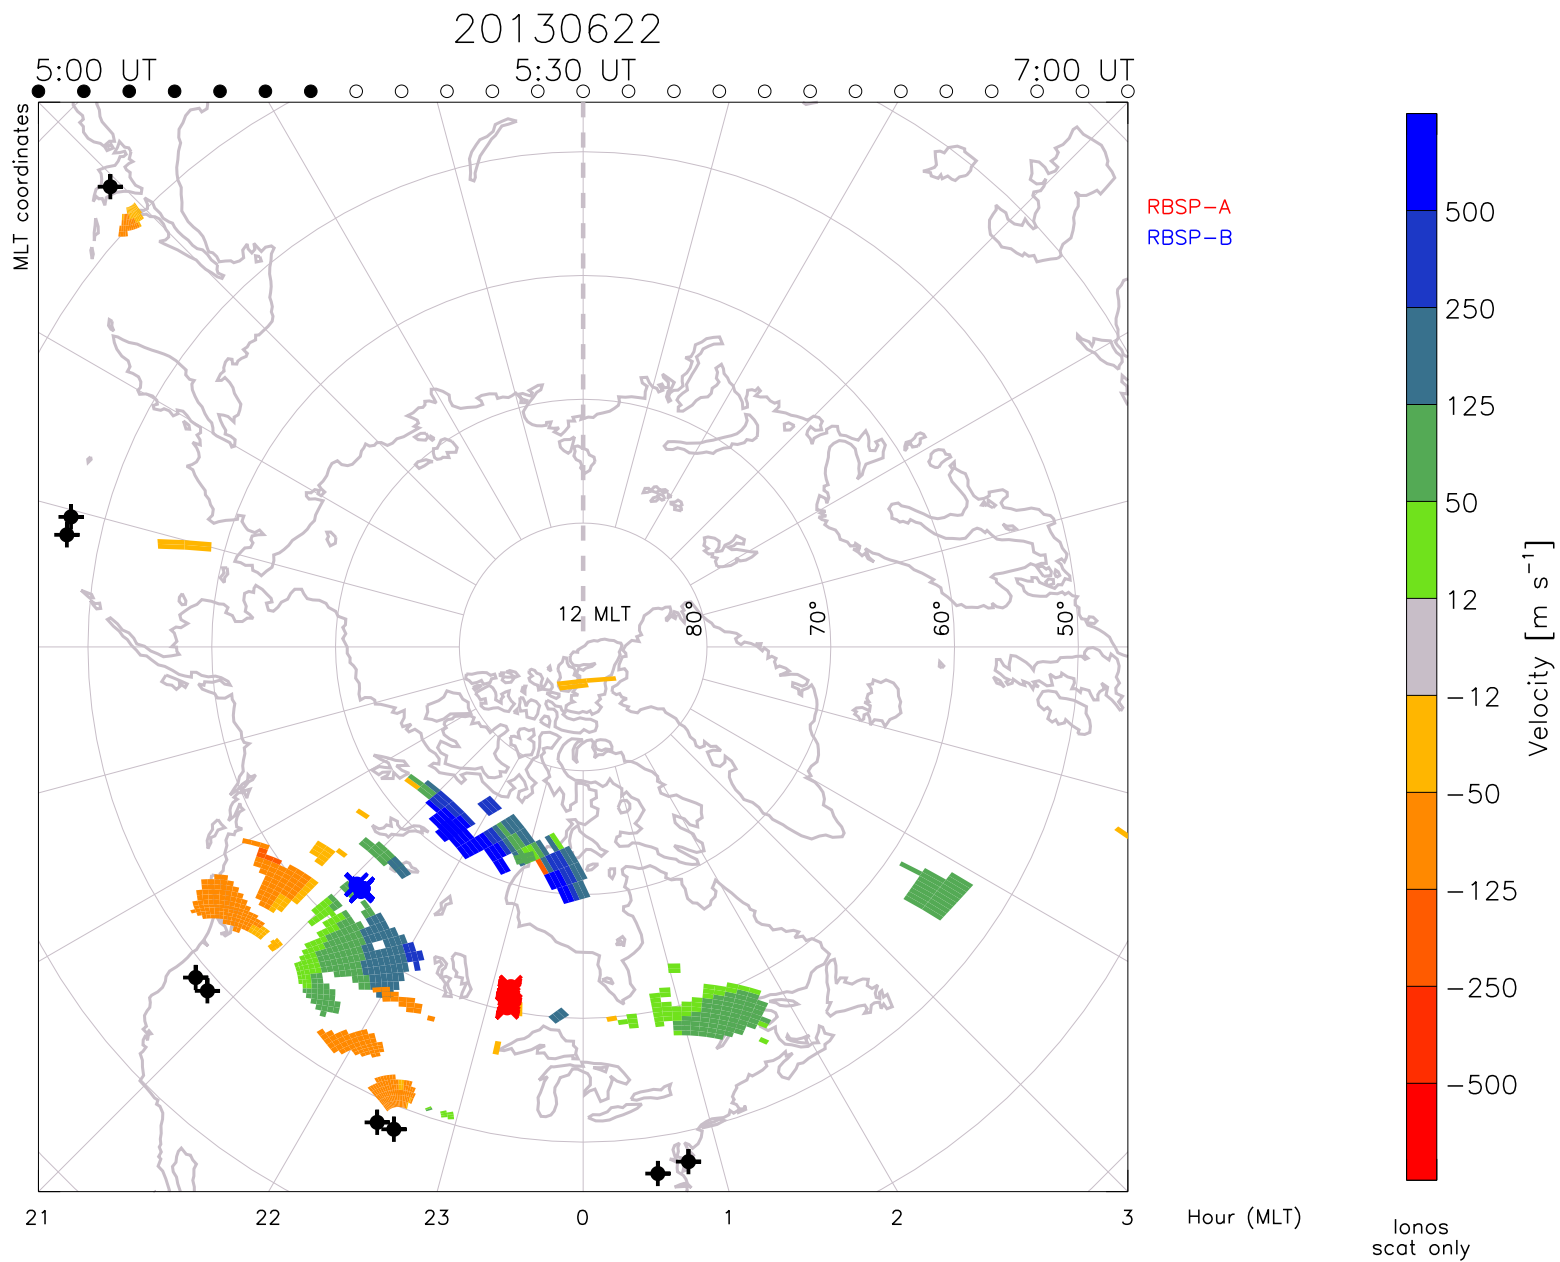 20130622
5:00 UT 5:30 UT 7:00 UT
MLT coordinates
RBSP-A
RBSP-B
12 MLT
80° 70° 60° 50°
500
250
125
50
12
-12
-50
-125
-250
-500
Velocity [m s⁻¹]
21 22 23 0 1 2 3 Hour (MLT)
Ionos
scat only